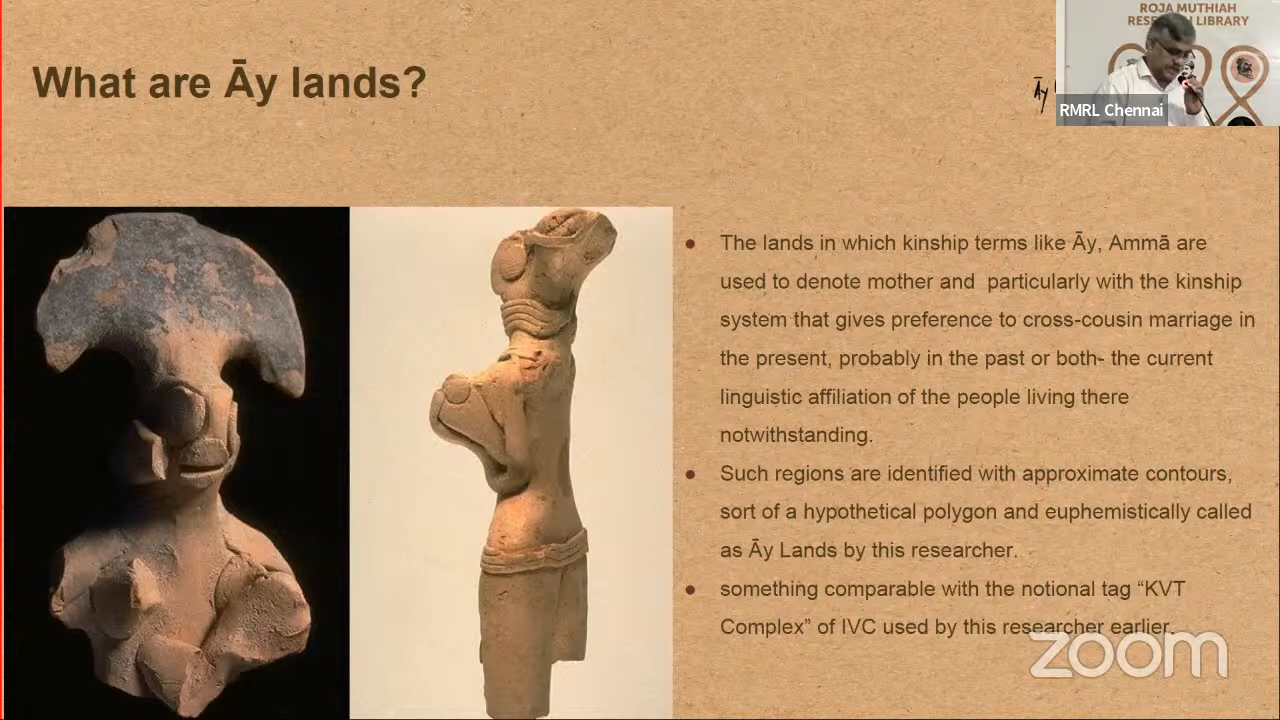 What are Āy lands?
Āy
ROJA MUTHIAH
LIBRARY
RMRL Chennai
● The lands in which kinship terms like Āy, Ammā are
used to denote mother and  particularly with the kinship
system that gives preference to cross-cousin marriage in
the present, probably in the past or both- the current
linguistic affiliation of the people living there
notwithstanding.
● Such regions are identified with approximate contours,
sort of a hypothetical polygon and euphemistically called
as Āy Lands by this researcher.
● something comparable with the notional tag “KVT
Complex” of IVC used by this researcher earlier.
zoom